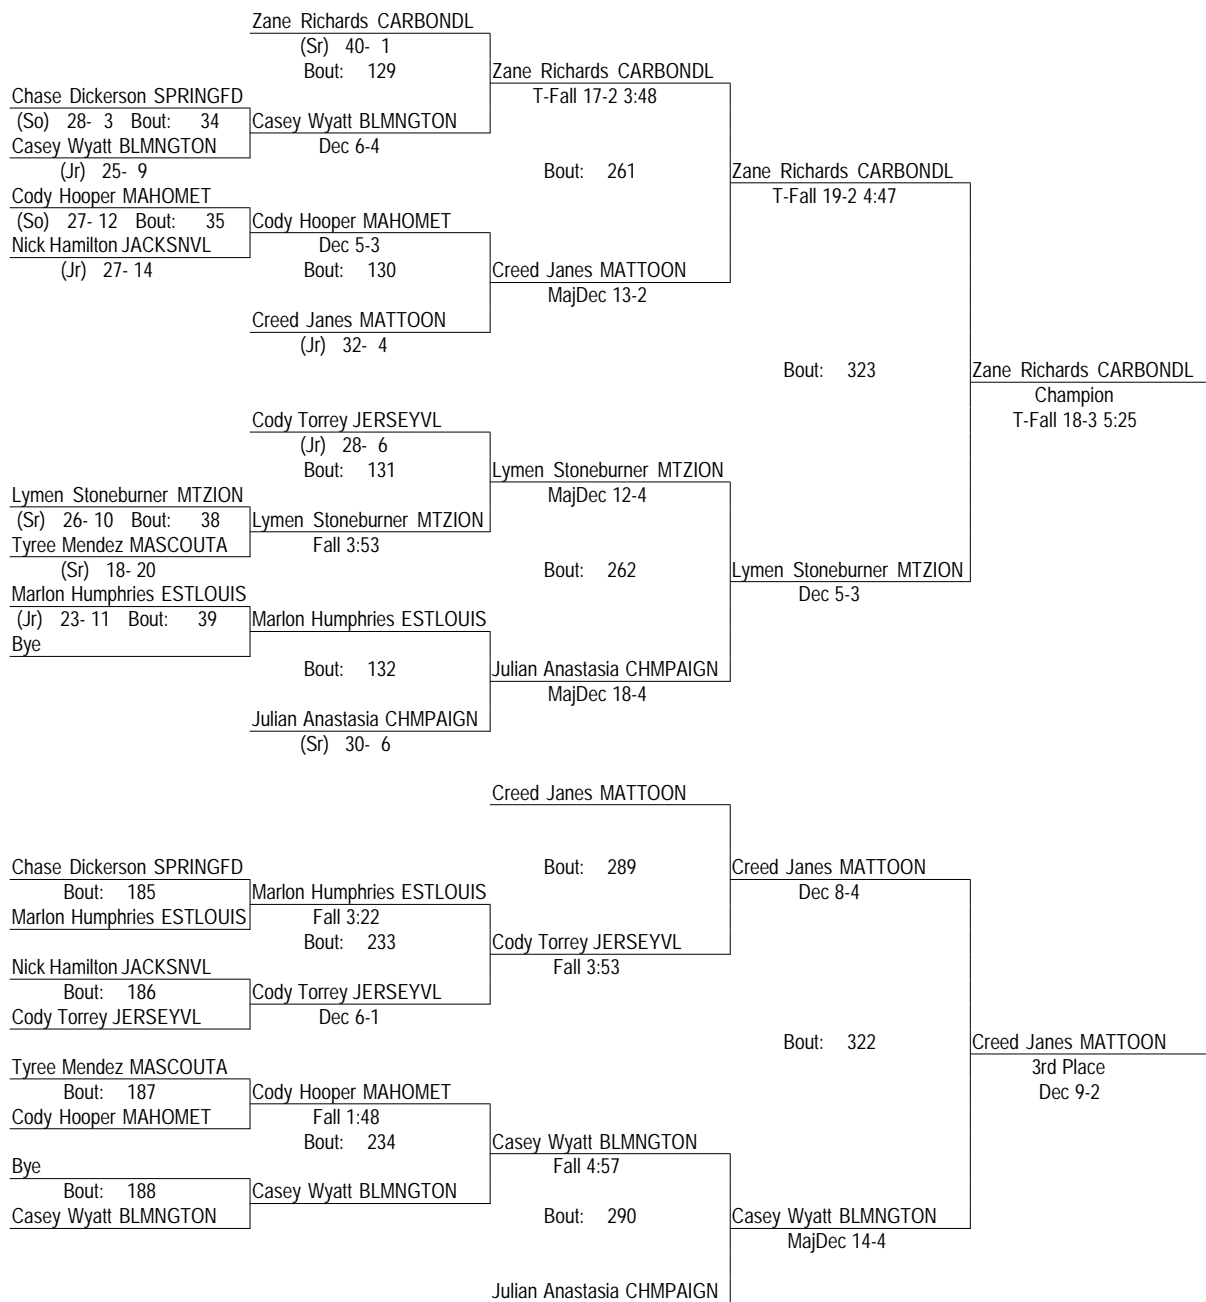 Zane Richards CARBONDL
(Sr) 40- 1
Bout: 129
Zane Richards CARBONDL
T-Fall 17-2 3:48
Chase Dickerson SPRINGFD
(So) 28- 3 Bout: 34
Casey Wyatt BLMNGTON
Casey Wyatt BLMNGTON
Dec 6-4
(Jr) 25- 9
Bout: 261
Zane Richards CARBONDL
T-Fall 19-2 4:47
Cody Hooper MAHOMET
(So) 27- 12 Bout: 35
Cody Hooper MAHOMET
Nick Hamilton JACKSNVL
Dec 5-3
(Jr) 27- 14
Bout: 130
Creed Janes MATTOON
MajDec 13-2
Creed Janes MATTOON
(Jr) 32- 4
Bout: 323
Zane Richards CARBONDL
Champion
T-Fall 18-3 5:25
Cody Torrey JERSEYVL
(Jr) 28- 6
Bout: 131
Lymen Stoneburner MTZION
MajDec 12-4
Lymen Stoneburner MTZION
(Sr) 26- 10 Bout: 38
Lymen Stoneburner MTZION
Tyree Mendez MASCOUTA
Fall 3:53
(Sr) 18- 20
Bout: 262
Lymen Stoneburner MTZION
Dec 5-3
Marlon Humphries ESTLOUIS
(Jr) 23- 11 Bout: 39
Marlon Humphries ESTLOUIS
Bye
Bout: 132
Julian Anastasia CHMPAIGN
MajDec 18-4
Julian Anastasia CHMPAIGN
(Sr) 30- 6
Creed Janes MATTOON
Bout: 289
Creed Janes MATTOON
Dec 8-4
Chase Dickerson SPRINGFD
Bout: 185
Marlon Humphries ESTLOUIS
Marlon Humphries ESTLOUIS
Fall 3:22
Bout: 233
Cody Torrey JERSEYVL
Fall 3:53
Nick Hamilton JACKSNVL
Bout: 186
Cody Torrey JERSEYVL
Cody Torrey JERSEYVL
Dec 6-1
Bout: 322
Creed Janes MATTOON
3rd Place
Dec 9-2
Tyree Mendez MASCOUTA
Bout: 187
Cody Hooper MAHOMET
Cody Hooper MAHOMET
Fall 1:48
Bout: 234
Casey Wyatt BLMNGTON
Fall 4:57
Bye
Bout: 188
Casey Wyatt BLMNGTON
Casey Wyatt BLMNGTON
Bout: 290
Casey Wyatt BLMNGTON
MajDec 14-4
Julian Anastasia CHMPAIGN